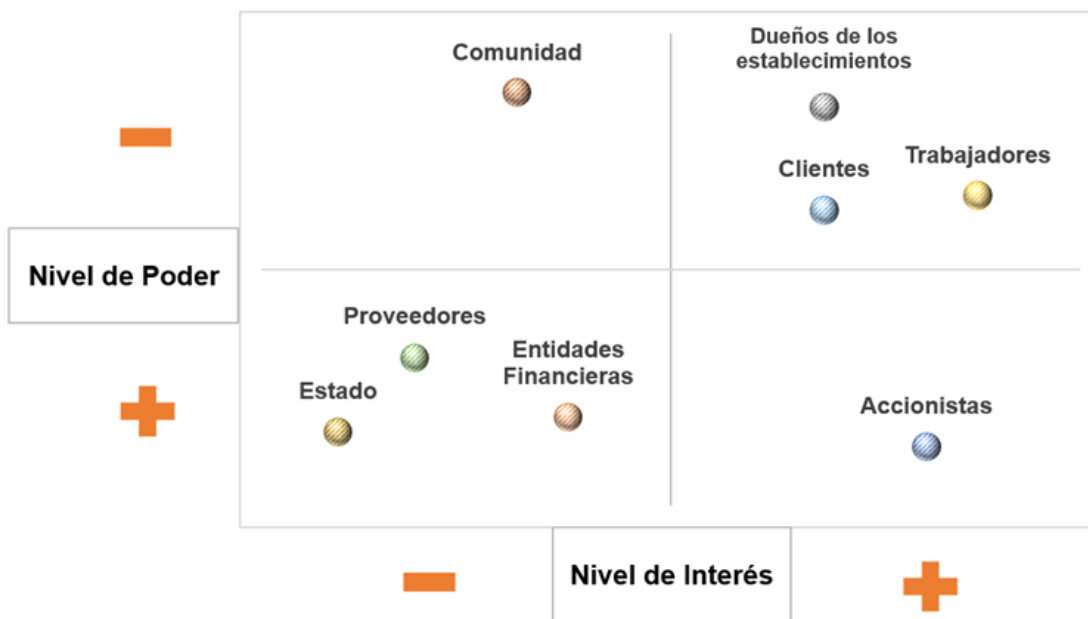 Comunidad
Dueños de los
establecimientos
Clientes
Trabajadores
Nivel de Poder
Proveedores
Entidades
Financieras
Estado
Accionistas
Nivel de Interés